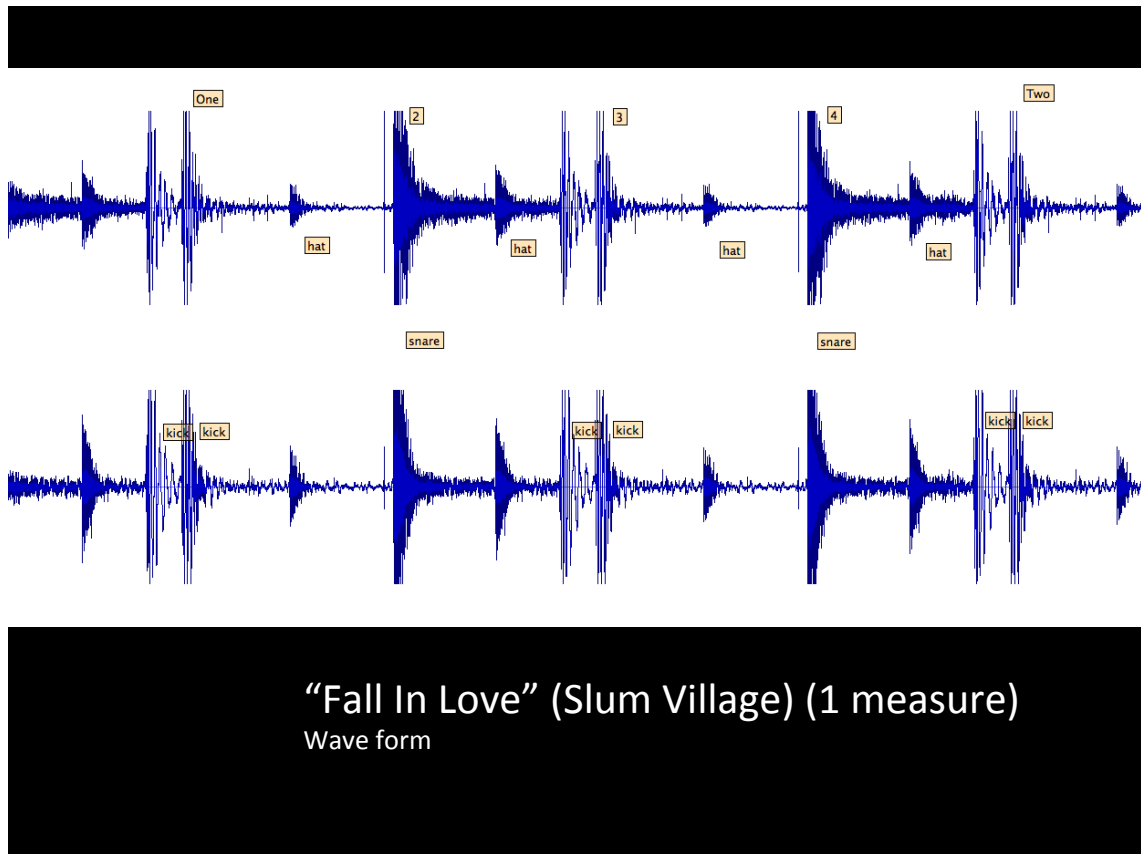 One
2
3
4
Two
hat
hat
hat
hat
snare
snare
kick
kick
kick
kick
kick
kick
“Fall In Love” (Slum Village) (1 measure)
Wave form